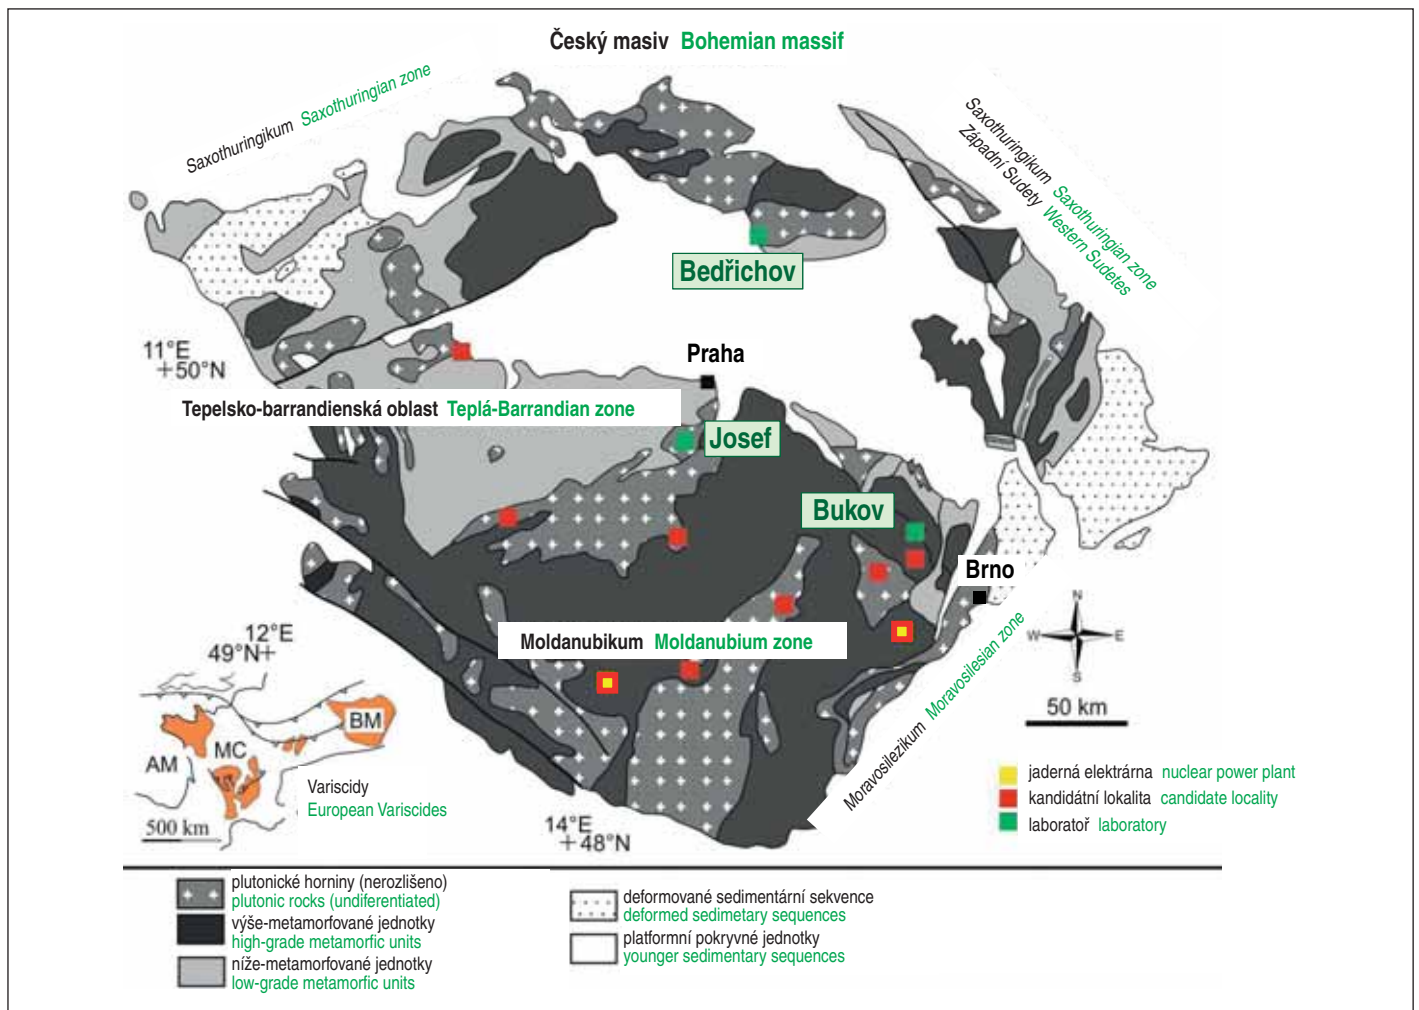 Český masiv Bohemian massif
Saxothuringikum Saxothuringian zone
Saxothuringikum Saxothuringian zone
Západní Sudety Western Sudetes
Bedřichov
11°E
+50°N
Praha
Tepelsko-barrandienská oblast Teplá-Barrandian zone
Josef
Bukov
Brno
12°E
49°N+
Moldanubikum Moldanubium zone
Moravosilezikum Moravosilesian zone
N
W
E
S
50 km
BM
MC
AM
Variscidy
European Variscides
500 km
14°E
+48°N
jaderná elektrárna nuclear power plant
kandidátní lokalita candidate locality
laboratoř laboratory
plutonické horniny (nerozlišeno)
plutonic rocks (undiferentiated)
výše-metamorfované jednotky
high-grade metamorfic units
níže-metamorfované jednotky
low-grade metamorfic units
deformované sedimentární sekvence
deformed sedimetary sequences
platformní pokryvné jednotky
younger sedimentary sequences